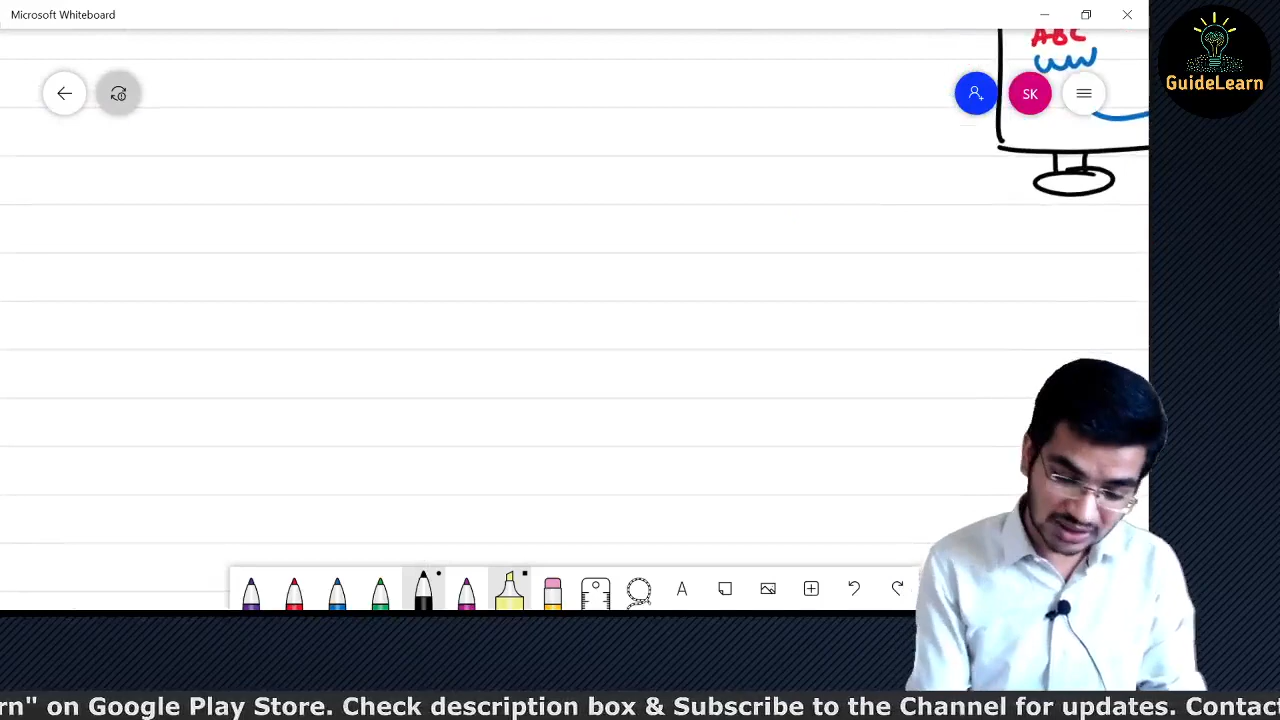 Microsoft Whiteboard
ABC
SK
GuideLearn
A
rn" on Google Play Store. Check description box & Subscribe to the Channel for updates. Contact